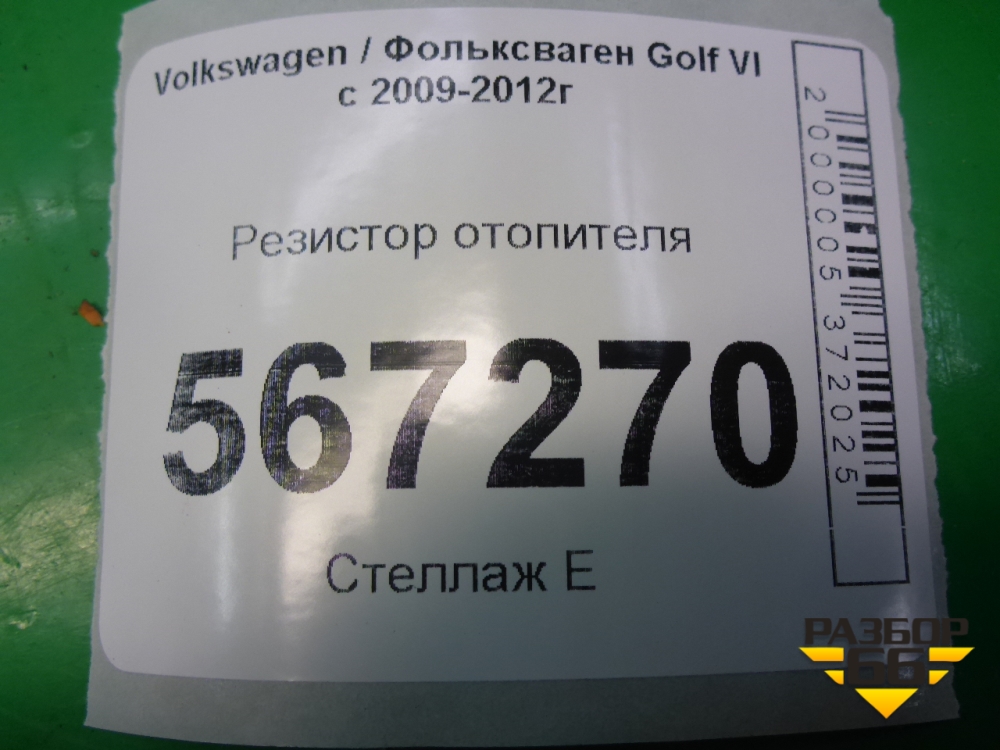 Volkswagen / Фольксваген Golf VI
с 2009-2012г
Резистор отопителя
567270
Стеллаж Е
2000005372025
РАЗБОР
66